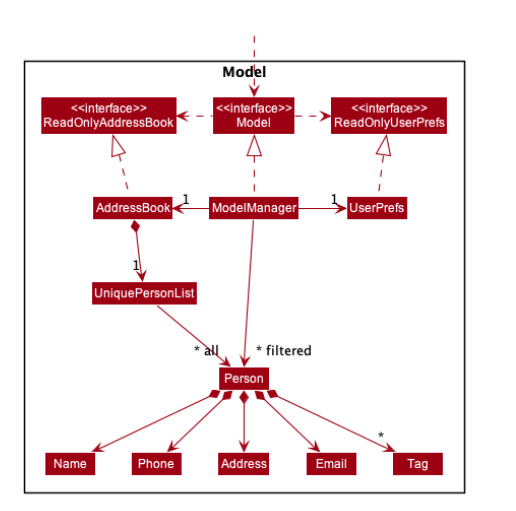 Model
<<interface>>
ReadOnlyAddressBook
<<interface>>
Model
<<interface>>
ReadOnlyUserPrefs
AddressBook
1
ModelManager
1
UserPrefs
1
UniquePersonList
* all
* filtered
Person
*
Name
Phone
Address
Email
Tag